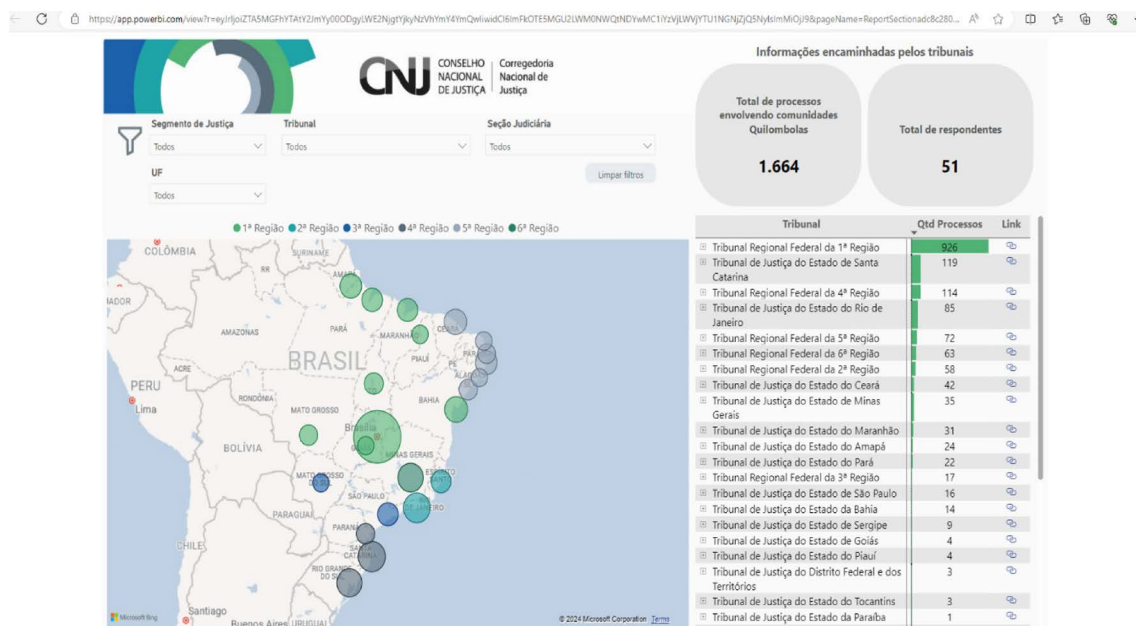 Informações encaminhadas pelos tribunais
CNJ
CONSELHO
NACIONAL
DE JUSTIÇA
Corregedoria
Nacional de
Justiça
Total de processos
envolvendo comunidades
Quilombolas
1.664
Total de respondentes
51
Segmento de Justiça
Todos
Tribunal
Todos
Seção Judiciária
Todos
UF
Todos
Limpar filtros
1ª Região 2ª Região 3ª Região 4ª Região 5ª Região 6ª Região
COLÔMBIA
SURINAME
RR
AMAZONAS
PARÁ
MARANHÃO
CEARÁ
PIAUÍ
PE
ACRE
BRASIL
PERU
Lima
RONDÔNIA
TO
BAHIA
MATO GROSSO
Brasília
BOLÍVIA
MINAS GERAIS
MATO GROSSO
DO SUL
ESPÍRITO
SANTO
SÃO PAULO
PARAGUAI
PARANÁ
SANTA
CATARINA
CHILE
RIO GRANDE
DO SUL
Santiago
Buenos Aires
URUGUAI
Microsoft Bing
© 2024 Microsoft Corporation Terms
Tribunal Qtd Processos Link
Tribunal Regional Federal da 1ª Região 926
Tribunal de Justiça do Estado de Santa 119
Catarina
Tribunal Regional Federal da 4ª Região 114
Tribunal de Justiça do Estado do Rio de 85
Janeiro
Tribunal Regional Federal da 5ª Região 72
Tribunal Regional Federal da 6ª Região 63
Tribunal Regional Federal da 2ª Região 58
Tribunal de Justiça do Estado do Ceará 42
Tribunal de Justiça do Estado de Minas 35
Gerais
Tribunal de Justiça do Estado do Maranhão 31
Tribunal de Justiça do Estado do Amapá 24
Tribunal de Justiça do Estado do Pará 22
Tribunal Regional Federal da 3ª Região 17
Tribunal de Justiça do Estado de São Paulo 16
Tribunal de Justiça do Estado da Bahia 14
Tribunal de Justiça do Estado de Sergipe 9
Tribunal de Justiça do Estado de Goiás 4
Tribunal de Justiça do Estado do Piauí 4
Tribunal de Justiça do Distrito Federal e dos 3
Territórios
Tribunal de Justiça do Estado do Tocantins 3
Tribunal de Justiça do Estado da Paraíba 1